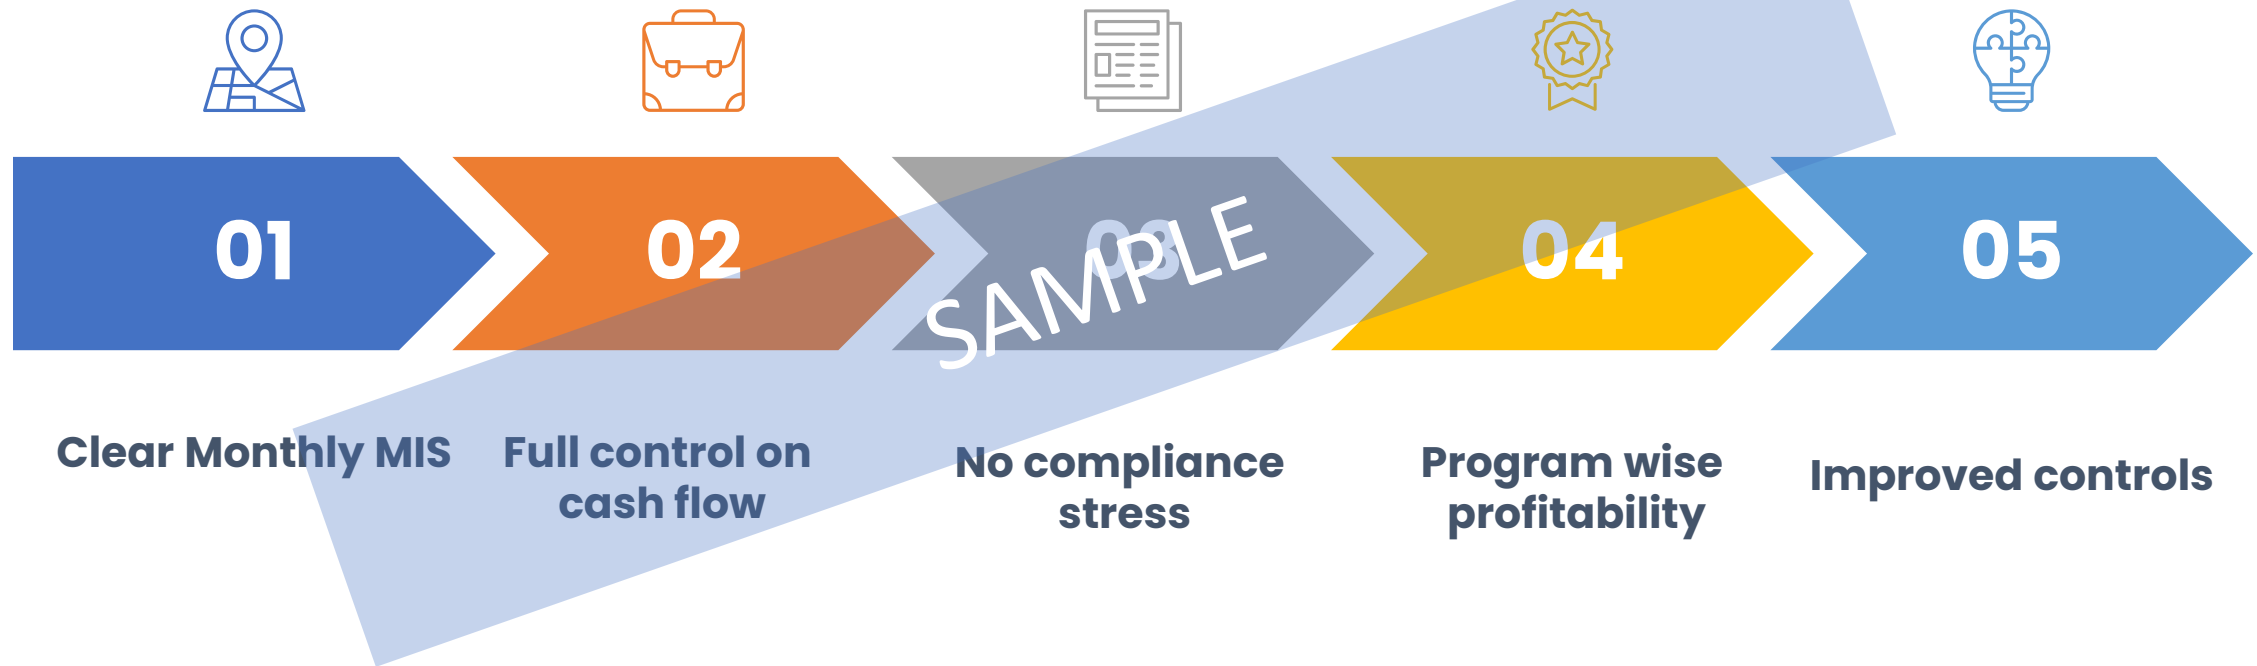 01
02
03
04
05
SAMPLE
Clear Monthly MIS
Full control on
cash flow
No compliance
stress
Program wise
profitability
Improved controls